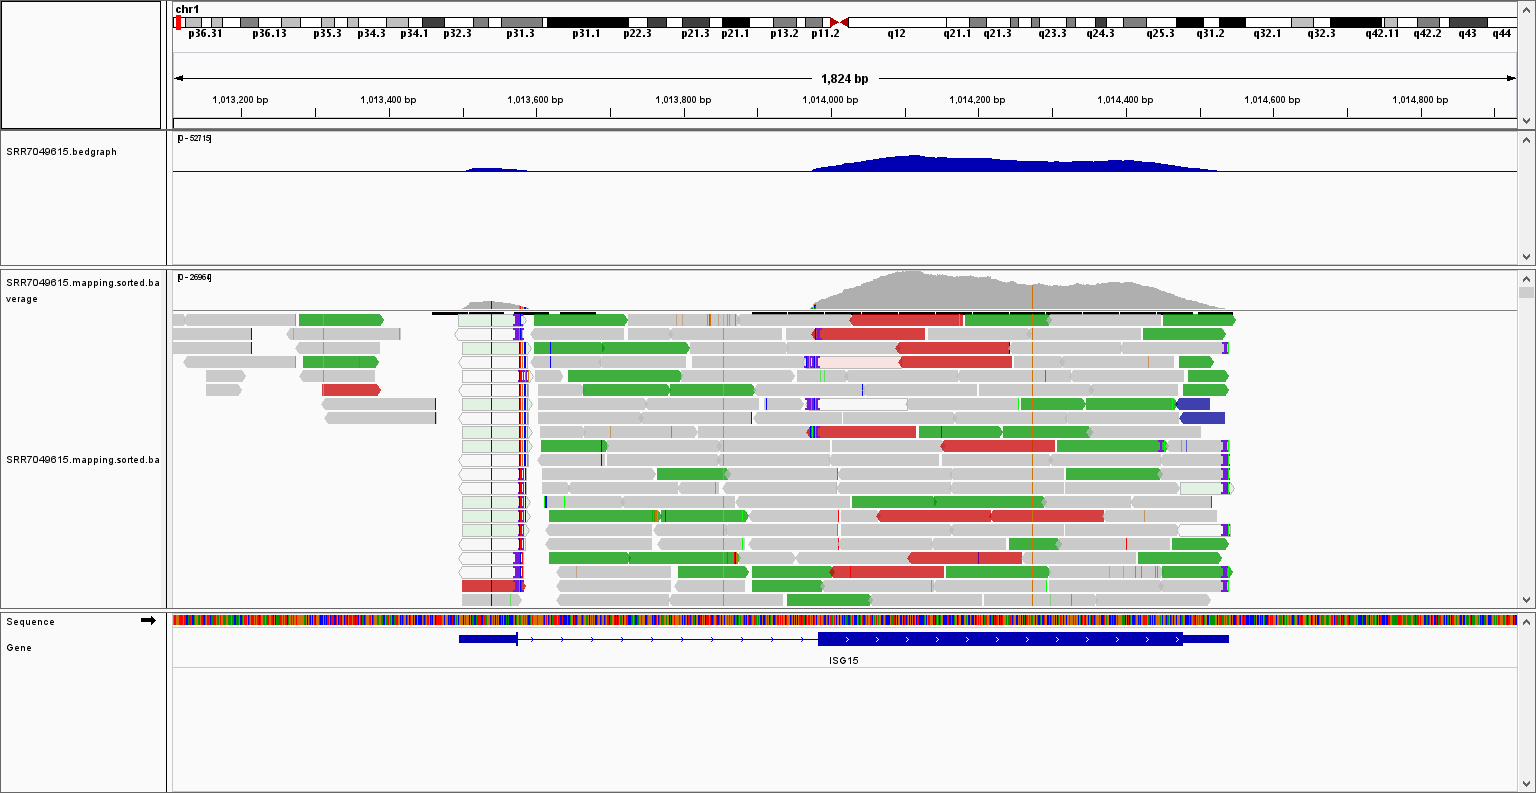 chr1
p36.31 p36.13 p35.3 p34.3 p34.1 p32.3 p31.3 p31.1 p22.3 p21.3 p21.1 p13.2 p11.2 q12 q21.1 q21.3 q23.3 q24.3 q25.3 q31.2 q32.1 q32.3 q42.11 q42.2 q43 q44
1,824 bp
1,013,200 bp 1,013,400 bp 1,013,600 bp 1,013,800 bp 1,014,000 bp 1,014,200 bp 1,014,400 bp 1,014,600 bp 1,014,800 bp
[0 - 52715]
SRR7049615.bedgraph
[0 - 26964]
SRR7049615.mapping.sorted.ba
verage
SRR7049615.mapping.sorted.ba
Sequence
Gene
ISG15